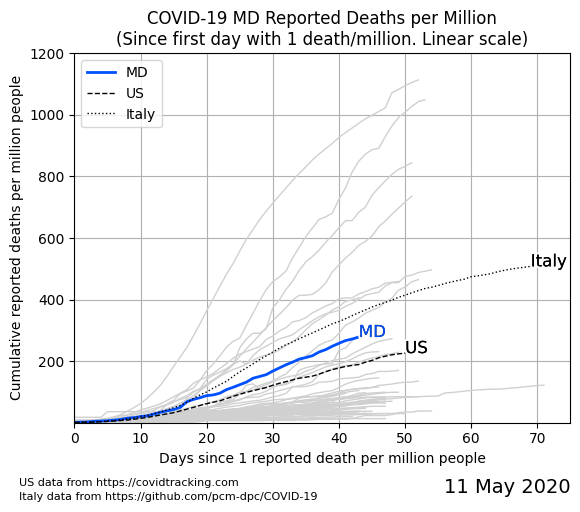 COVID-19 MD Reported Deaths per Million
(Since first day with 1 death/million. Linear scale)
Cumulative reported deaths per million people
1200
1000
800
600
400
200
MD
US
Italy
Italy
MD
US
0
10
20
30
40
50
60
70
Days since 1 reported death per million people
US data from https://covidtracking.com
Italy data from https://github.com/pcm-dpc/COVID-19
11 May 2020